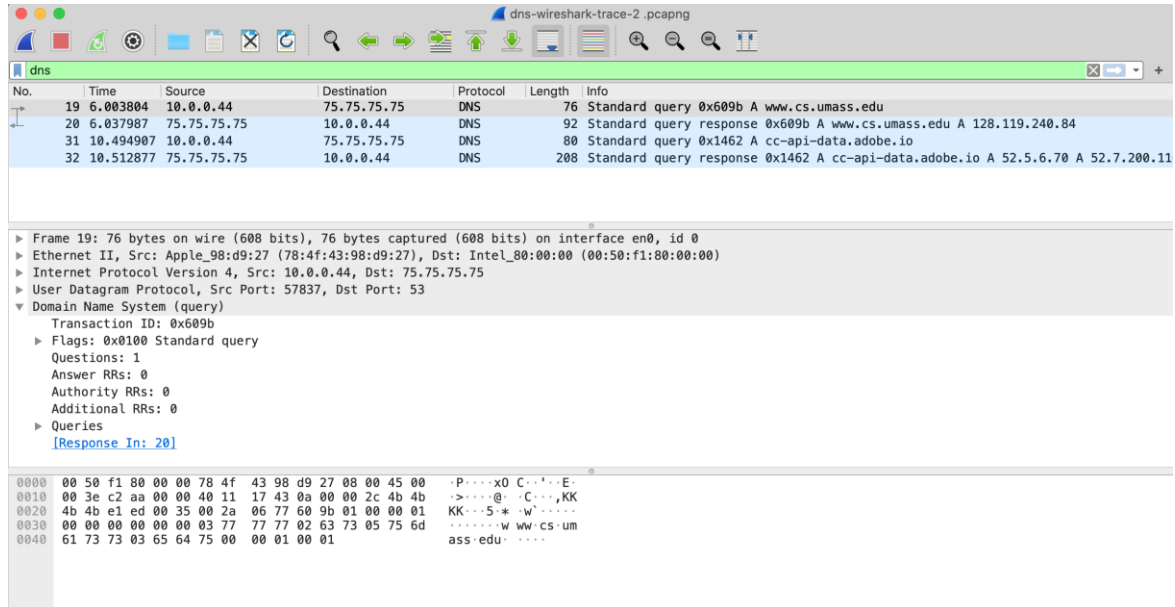 dns-wireshark-trace-2 .pcapng
dns
No. Time Source Destination Protocol Length Info
19 6.003804 10.0.0.44 75.75.75.75 DNS 76 Standard query 0x609b A www.cs.umass.edu
20 6.037987 75.75.75.75 10.0.0.44 DNS 92 Standard query response 0x609b A www.cs.umass.edu A 128.119.240.84
31 10.494907 10.0.0.44 75.75.75.75 DNS 80 Standard query 0x1462 A cc-api-data.adobe.io
32 10.512877 75.75.75.75 10.0.0.44 DNS 208 Standard query response 0x1462 A cc-api-data.adobe.io A 52.5.6.70 A 52.7.200.11
Frame 19: 76 bytes on wire (608 bits), 76 bytes captured (608 bits) on interface en0, id 0
Ethernet II, Src: Apple_98:d9:27 (78:4f:43:98:d9:27), Dst: Intel_80:00:00 (00:50:f1:80:00:00)
Internet Protocol Version 4, Src: 10.0.0.44, Dst: 75.75.75.75
User Datagram Protocol, Src Port: 57837, Dst Port: 53
Domain Name System (query)
Transaction ID: 0x609b
Flags: 0x0100 Standard query
Questions: 1
Answer RRs: 0
Authority RRs: 0
Additional RRs: 0
Queries
[Response In: 20]
0000 00 50 f1 80 00 00 78 4f 43 98 d9 27 08 00 45 00 ·P····xO C··'··E·
0010 00 3e c2 aa 00 00 40 11 17 43 0a 00 00 2c 4b 4b ·>····@· ·C···,KK
0020 4b 4b e1 ed 00 35 00 2a 06 77 60 9b 01 00 00 01 KK···5·* ·w`·····
0030 00 00 00 00 00 00 03 77 77 77 02 63 73 05 75 6d ·······w ww·cs·um
0040 61 73 73 03 65 64 75 00 00 01 00 01 ass·edu· ····